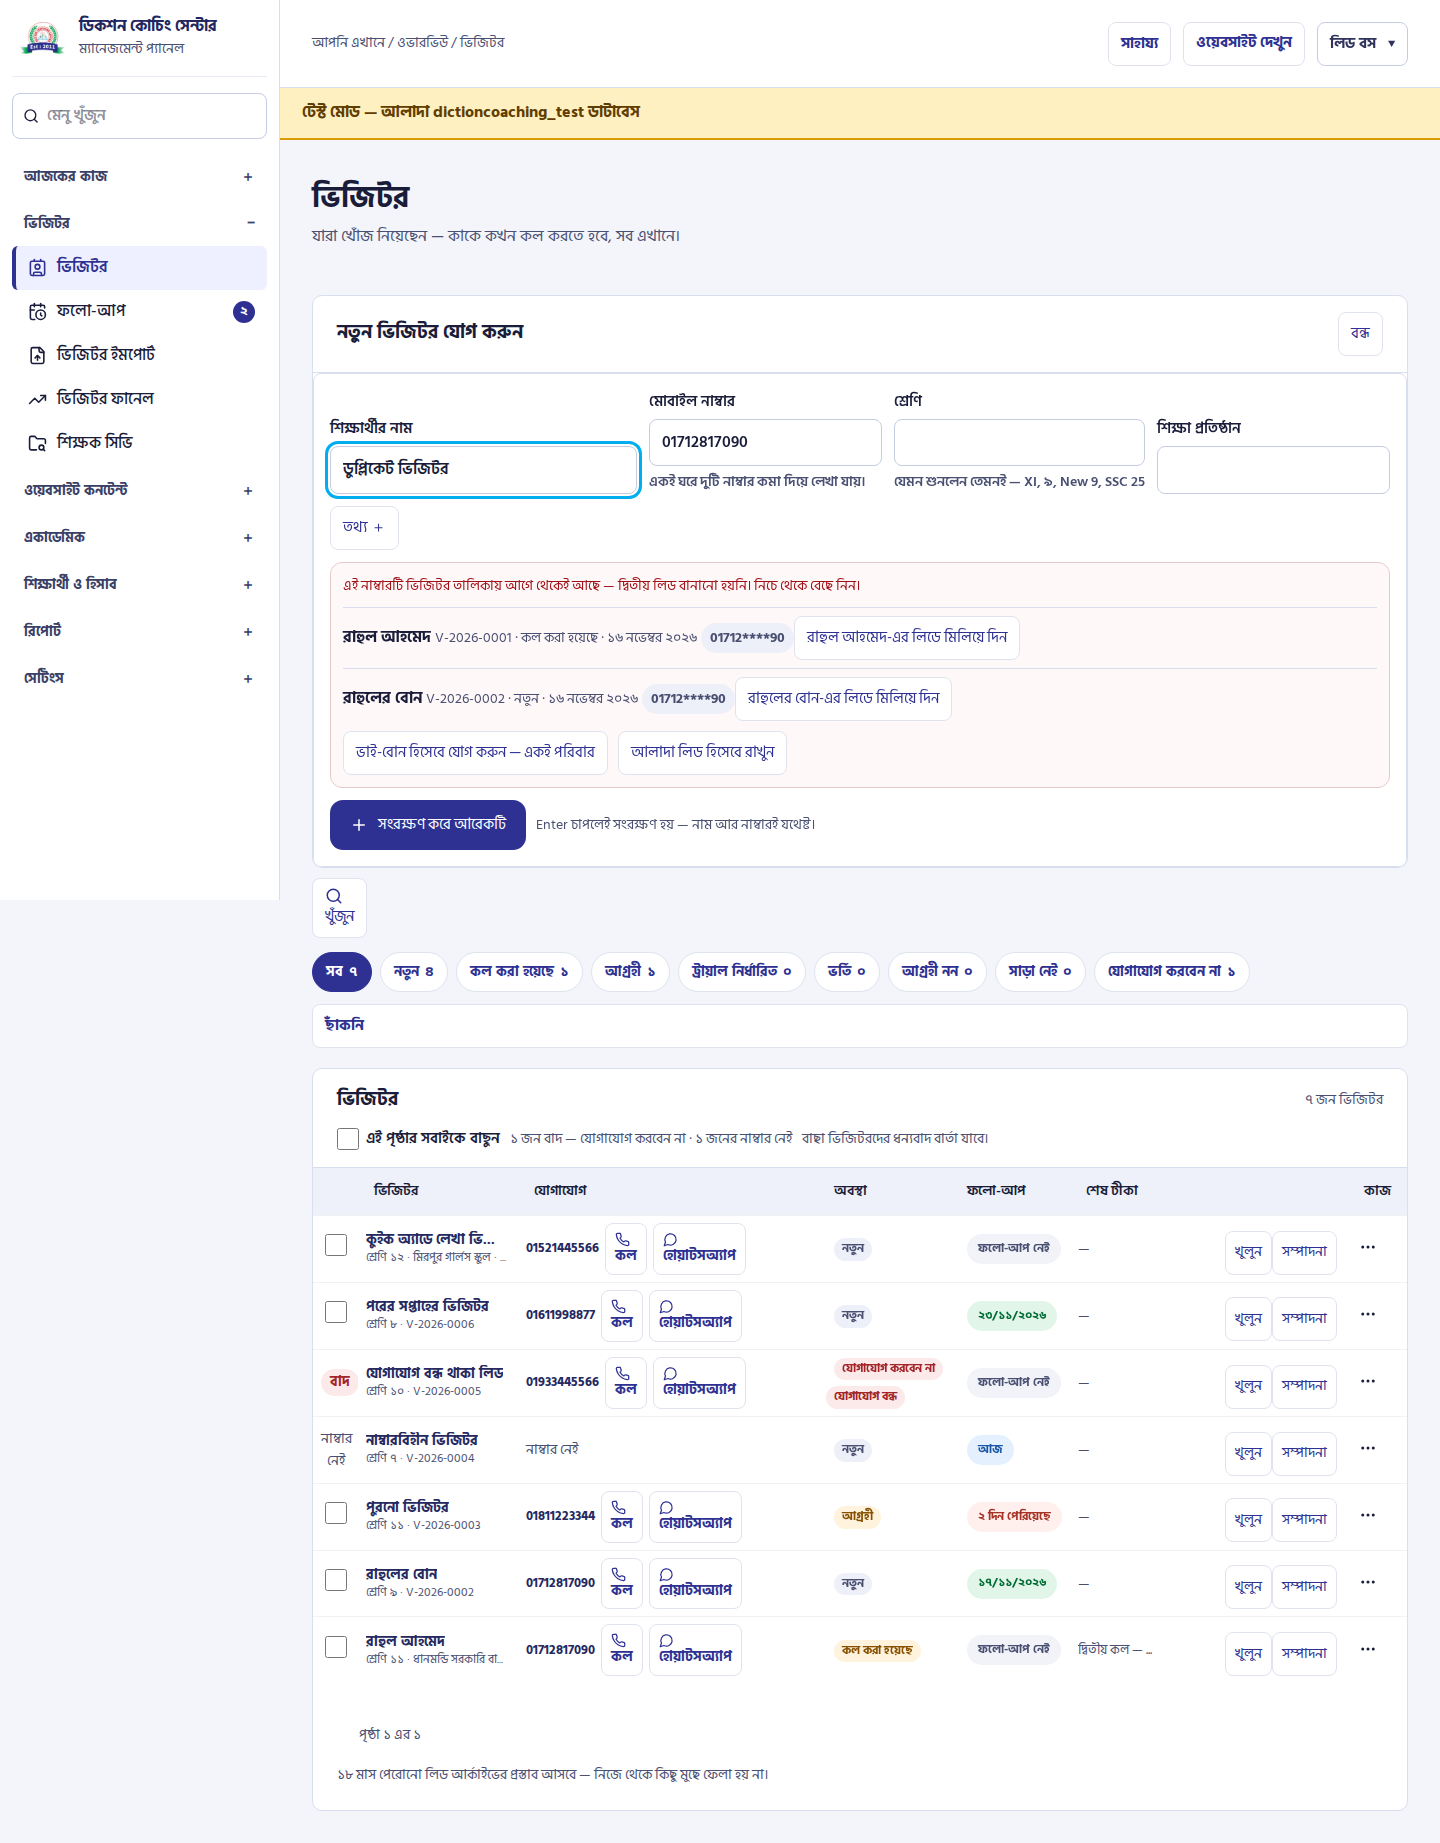 ডিকশন কোচিং সেন্টার
ম্যানেজমেন্ট প্যানেল
মেনু খুঁজুন
আজকের কাজ +
ভিজিটর −
ভিজিটর
ফলো-আপ ২
ভিজিটর ইমপোর্ট
ভিজিটর ফানেল
শিক্ষক সিভি
ওয়েবসাইট কনটেন্ট +
একাডেমিক +
শিক্ষার্থী ও হিসাব +
রিপোর্ট +
সেটিংস +
আপনি এখানে / ওভারভিউ / ভিজিটর
সাহায্য ওয়েবসাইট দেখুন লিড বস ▾
টেস্ট মোড — আলাদা dictioncoaching_test ডাটাবেস
ভিজিটর
যারা খোঁজ নিয়েছেন — কাকে কখন কল করতে হবে, সব এখানে।
নতুন ভিজিটর যোগ করুন বন্ধ
শিক্ষার্থীর নাম
ডুপ্লিকেট ভিজিটর
মোবাইল নাম্বার
01712817090
একই ঘরে দুটি নাম্বার কমা দিয়ে লেখা যায়।
শ্রেণি
যেমন শুনলেন তেমনই — XI, ৯, New 9, SSC 25
শিক্ষা প্রতিষ্ঠান
তথ্য +
এই নাম্বারটি ভিজিটর তালিকায় আগে থেকেই আছে — দ্বিতীয় লিড বানানো হয়নি। নিচে থেকে বেছে নিন।
রাহুল আহমেদ V-2026-0001 · কল করা হয়েছে · ১৬ নভেম্বর ২০২৬ 01712****90 রাহুল আহমেদ-এর লিডে মিলিয়ে দিন
রাহুলের বোন V-2026-0002 · নতুন · ১৬ নভেম্বর ২০২৬ 01712****90 রাহুলের বোন-এর লিডে মিলিয়ে দিন
ভাই-বোন হিসেবে যোগ করুন — একই পরিবার আলাদা লিড হিসেবে রাখুন
+ সংরক্ষণ করে আরেকটি Enter চাপলেই সংরক্ষণ হয় — নাম আর নাম্বারই যথেষ্ট।
খুঁজুন
সব ৭ নতুন ৪ কল করা হয়েছে ১ আগ্রহী ১ ট্রায়াল নির্ধারিত ০ ভর্তি ০ আগ্রহী নন ০ সাড়া নেই ০ যোগাযোগ করবেন না ১
ছাঁকনি
ভিজিটর ৭ জন ভিজিটর
এই পৃষ্ঠার সবাইকে বাছুন ১ জন বাদ — যোগাযোগ করবেন না · ১ জনের নাম্বার নেই বাছা ভিজিটরদের ধন্যবাদ বার্তা যাবে।
ভিজিটর যোগাযোগ অবস্থা ফলো-আপ শেষ টীকা কাজ
কুইক অ্যাডে লেখা ভি... 01521445566 কল হোয়াটসঅ্যাপ নতুন ফলো-আপ নেই — খুলুন সম্পাদনা ...
শ্রেণি ১২ · মিরপুর গার্লস স্কুল · ...
পরের সপ্তাহের ভিজিটর 01611998877 কল হোয়াটসঅ্যাপ নতুন ২৩/১১/২০২৬ — খুলুন সম্পাদনা ...
শ্রেণি ৮ · V-2026-0006
বাদ যোগাযোগ বন্ধ থাকা লিড 01933445566 কল হোয়াটসঅ্যাপ যোগাযোগ করবেন না যোগাযোগ বন্ধ ফলো-আপ নেই — খুলুন সম্পাদনা ...
শ্রেণি ১০ · V-2026-0005
নাম্বার নেই নাম্বারবিহীন ভিজিটর নাম্বার নেই নতুন আজ — খুলুন সম্পাদনা ...
শ্রেণি ৭ · V-2026-0004
পুরনো ভিজিটর 01811223344 কল হোয়াটসঅ্যাপ আগ্রহী ২ দিন পেরিয়েছে — খুলুন সম্পাদনা ...
শ্রেণি ১১ · V-2026-0003
রাহুলের বোন 01712817090 কল হোয়াটসঅ্যাপ নতুন ১৭/১১/২০২৬ — খুলুন সম্পাদনা ...
শ্রেণি ৯ · V-2026-0002
রাহুল আহমেদ 01712817090 কল হোয়াটসঅ্যাপ কল করা হয়েছে ফলো-আপ নেই দ্বিতীয় কল — ... খুলুন সম্পাদনা ...
শ্রেণি ১১ · ধানমন্ডি সরকারি বা...
পৃষ্ঠা ১ এর ১
১৮ মাস পেরোনো লিড আর্কাইভের প্রস্তাব আসবে — নিজে থেকে কিছু মুছে ফেলা হয় না।